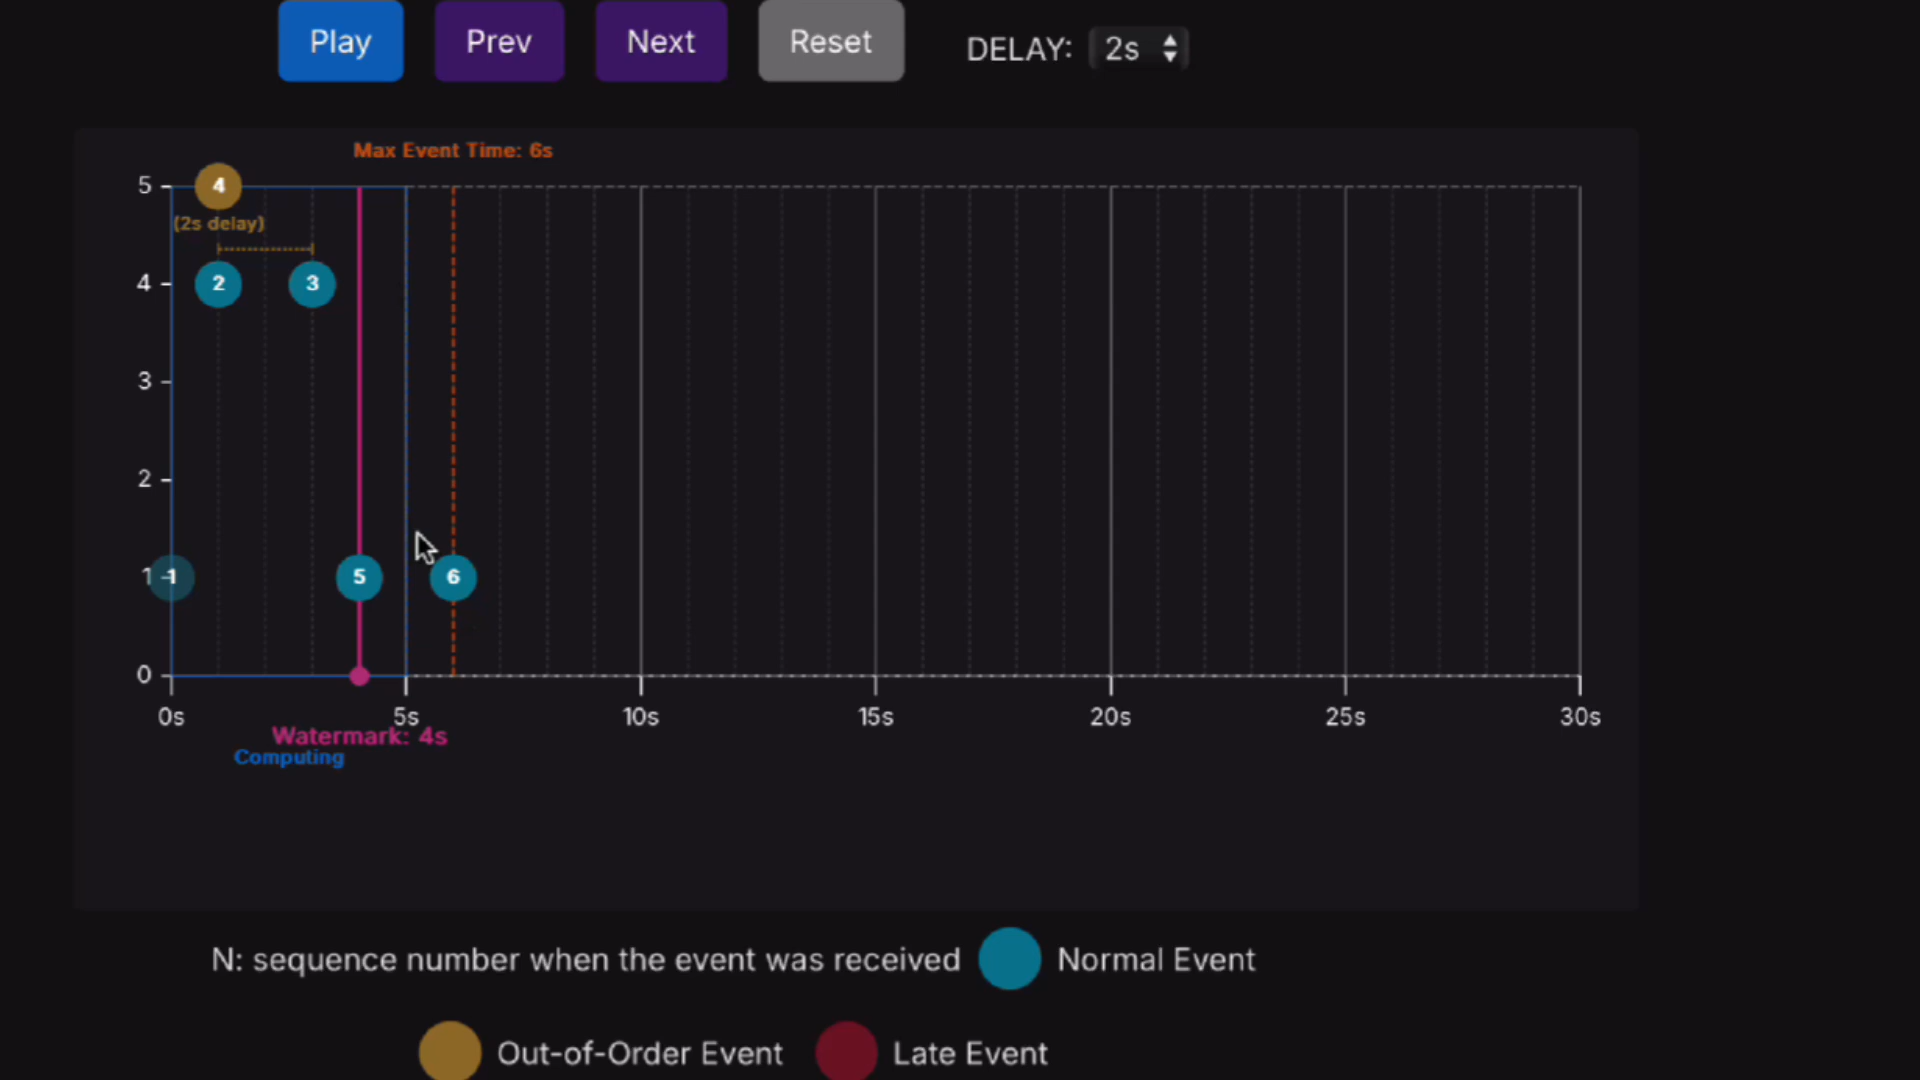 Play Prev Next Reset DELAY: 2s
Max Event Time: 6s
5 4
(2s delay)
4 2 3
3
2
1 1 5 6
0
0s 5s 10s 15s 20s 25s 30s
Watermark: 4s
Computing
N: sequence number when the event was received Normal Event
Out-of-Order Event Late Event